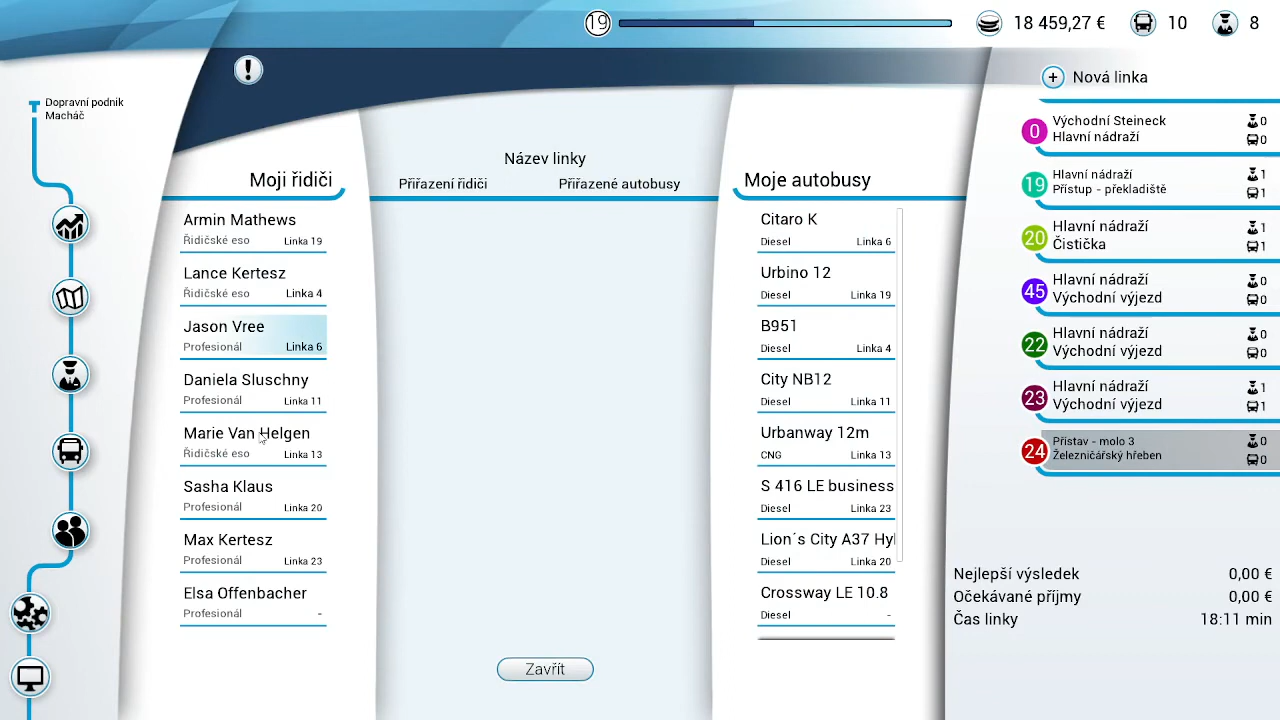 19
18 459,27 €
10
8
Dopravní podnik
Macháč
Moji řidiči
Armin Mathews
Řidičské eso Linka 19
Lance Kertesz
Řidičské eso Linka 4
Jason Vree
Profesionál Linka 6
Daniela Sluschny
Profesionál Linka 11
Marie Van Helgen
Řidičské eso Linka 13
Sasha Klaus
Profesionál Linka 20
Max Kertesz
Profesionál Linka 23
Elsa Offenbacher
Profesionál -
Název linky
Přiřazení řidiči Přiřazené autobusy
Zavřít
Moje autobusy
Citaro K
Diesel Linka 6
Urbino 12
Diesel Linka 19
B951
Diesel Linka 4
City NB12
Diesel Linka 11
Urbanway 12m
CNG Linka 13
S 416 LE business
Diesel Linka 23
Lion´s City A37 Hy
Diesel Linka 20
Crossway LE 10.8
Diesel -
+ Nová linka
0 Východní Steineck 0
Hlavní nádraží 0
19 Hlavní nádraží 1
Přístup - překladiště 1
20 Hlavní nádraží 1
Čistička 1
45 Hlavní nádraží 0
Východní výjezd 0
22 Hlavní nádraží 0
Východní výjezd 0
23 Hlavní nádraží 1
Východní výjezd 1
24 Přístav - molo 3 0
Železničářský hřeben 0
Nejlepší výsledek 0,00 €
Očekávané příjmy 0,00 €
Čas linky 18:11 min